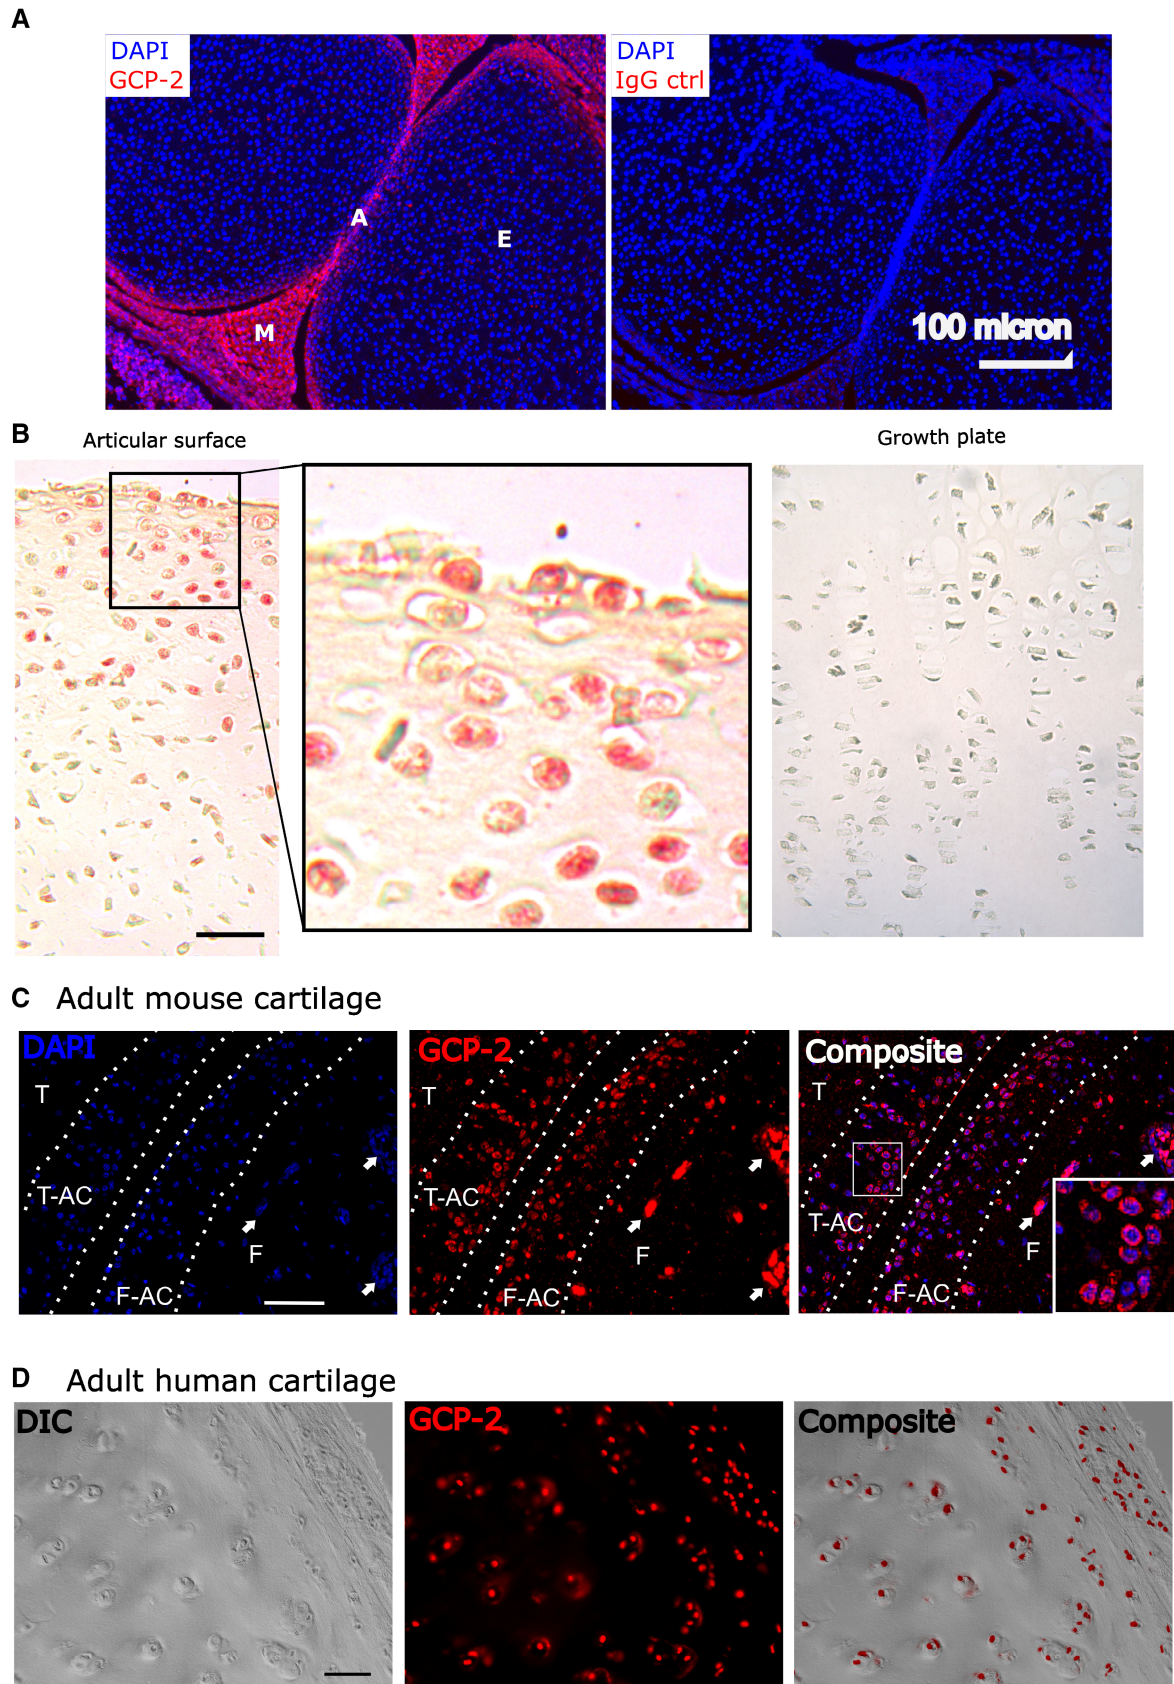 A
DAPI
GCP-2
A
E
M
DAPI
IgG ctrl
100 micron
B
Articular surface
Growth plate
C Adult mouse cartilage
DAPI
T
T-AC
F
F-AC
GCP-2
T
T-AC
F
F-AC
Composite
T
T-AC
F
F-AC
D Adult human cartilage
DIC
GCP-2
Composite